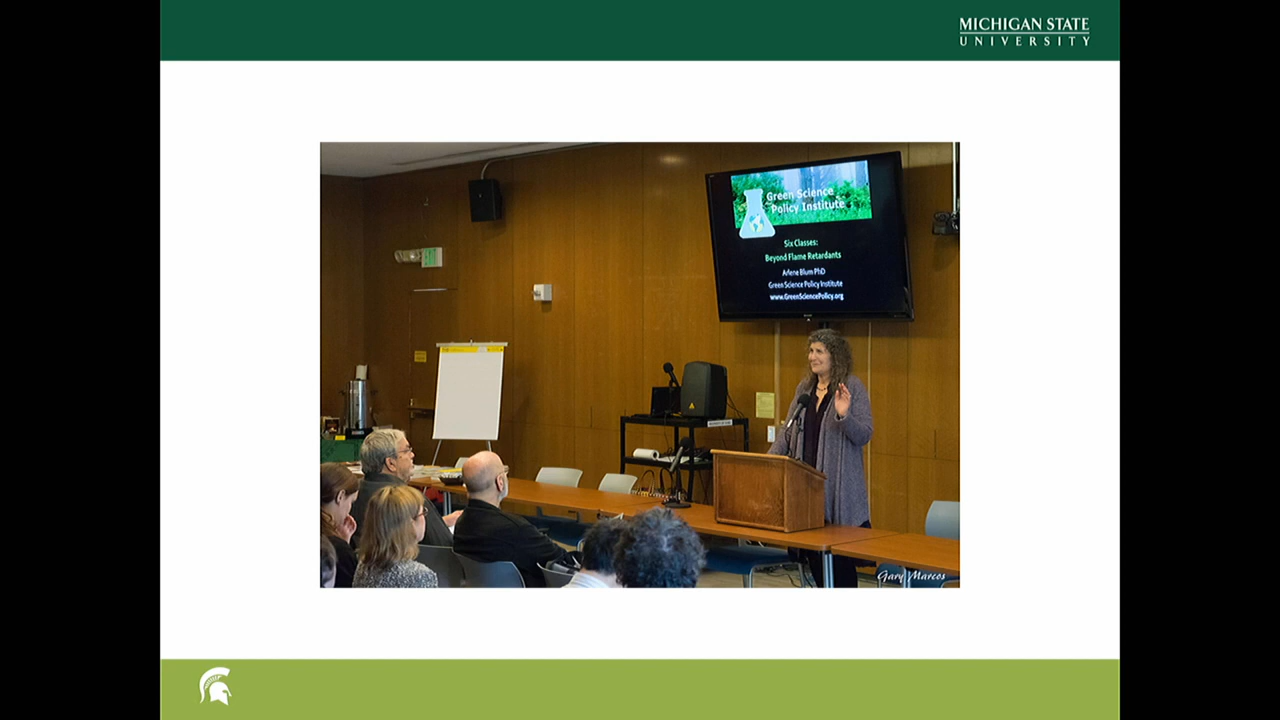 MICHIGAN STATE
UNIVERSITY
Green Science
Policy Institute
Six Classes:
Beyond Flame Retardants
Arlene Blum PhD
Green Science Policy Institute
www.GreenSciencePolicy.org
Gary Marcos